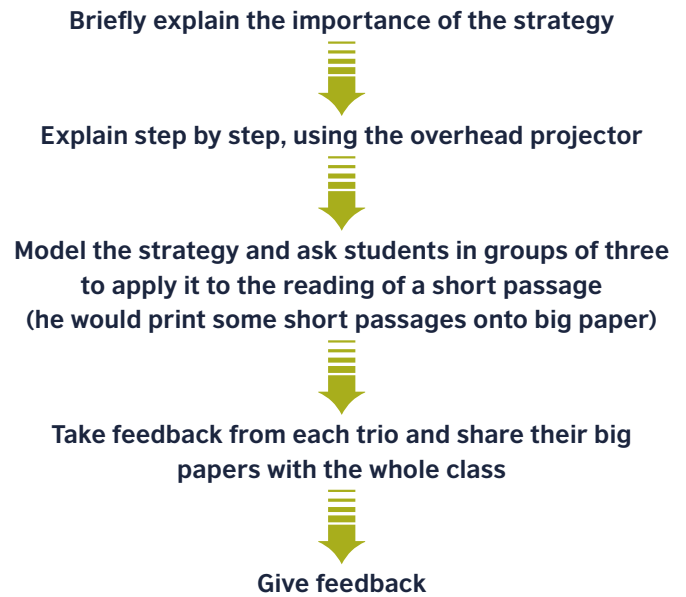 Briefly explain the importance of the strategy
Explain step by step, using the overhead projector
Model the strategy and ask students in groups of three
to apply it to the reading of a short passage
(he would print some short passages onto big paper)
Take feedback from each trio and share their big
papers with the whole class
Give feedback